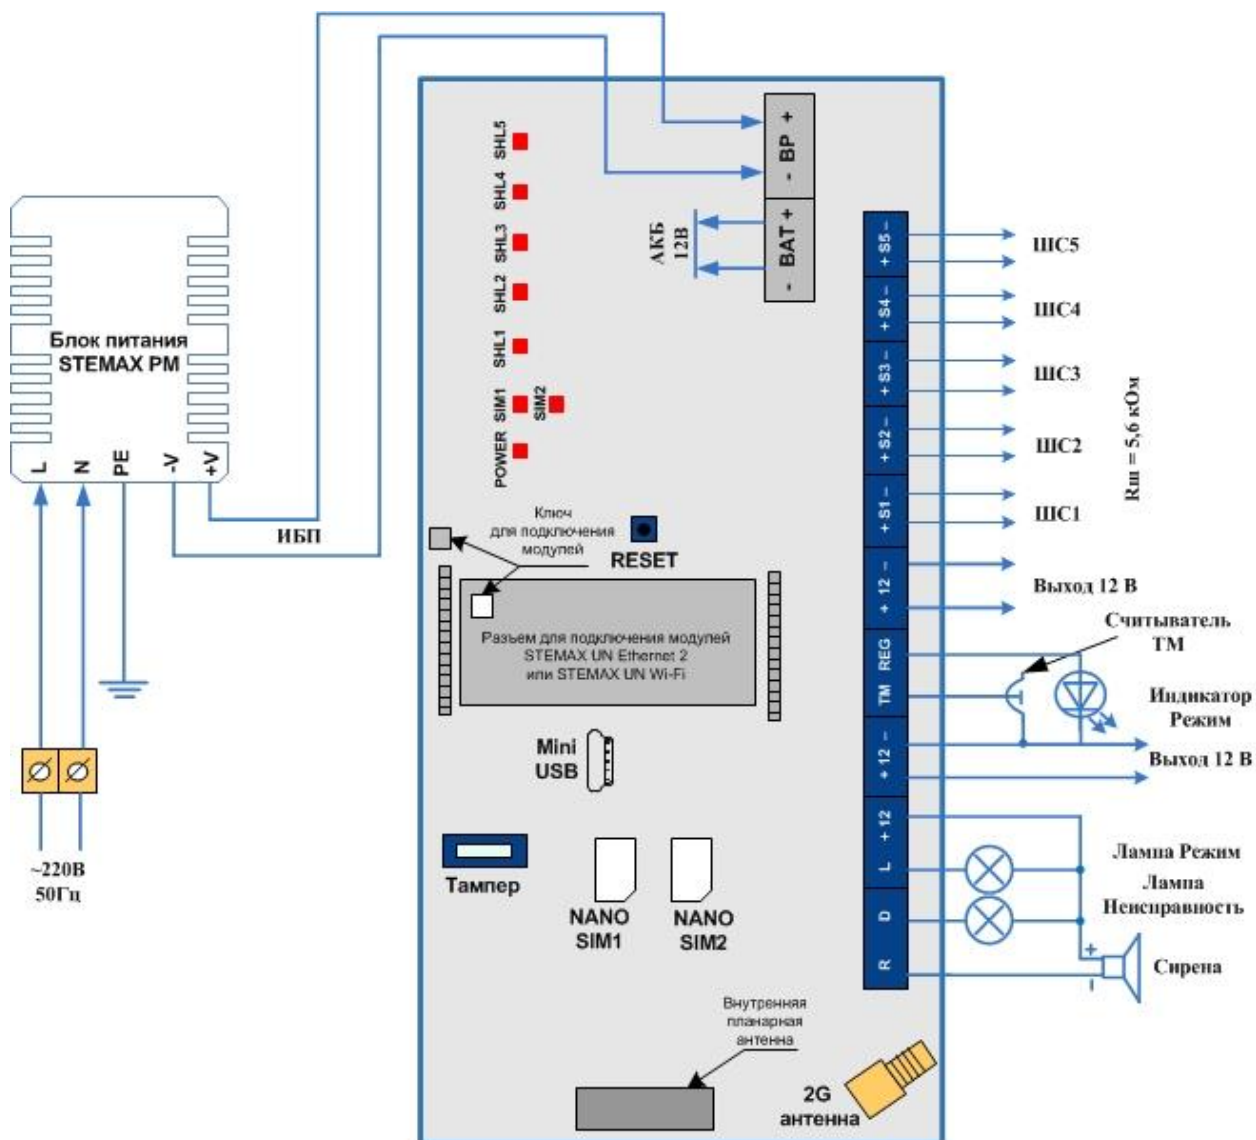 Блок питания
STEMAX PM
L
N
PE
-V
+V
ИБП
~220В
50Гц
SHL5
SHL4
SHL3
SHL2
SHL1
SIM1
SIM2
POWER
- BP +
- BAT +
АКБ
12В
Ключ
для подключения
модулей
RESET
Разъем для подключения модулей
STEMAX UN Ethernet 2
или STEMAX UN Wi-Fi
Mini
USB
Тампер
NANO
SIM1
NANO
SIM2
Внутренняя
планарная
антенна
2G
антенна
+ S5 –
+ S4 –
+ S3 –
+ S2 –
+ S1 –
+ 12 –
REG
TM
+ 12 –
+ 12
L
D
R
ШС5
ШС4
ШС3
ШС2
ШС1
Rш = 5,6 кОм
Выход 12 В
Считыватель
ТМ
Индикатор
Режим
Выход 12 В
Лампа Режим
Лампа
Неисправность
+
–
Сирена